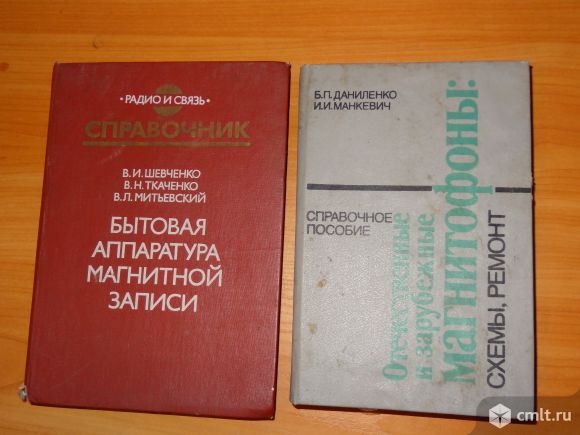 • РАДИО И СВЯЗЬ •
СПРАВОЧНИК
В. И. ШЕВЧЕНКО
В. Н. ТКАЧЕНКО
В. Л. МИТЬЕВСКИЙ
БЫТОВАЯ
АППАРАТУРА
МАГНИТНОЙ
ЗАПИСИ
Б.П. ДАНИЛЕНКО
И.И. МАНКЕВИЧ
СПРАВОЧНОЕ
ПОСОБИЕ
Отечественные
и зарубежные
магнитофоны:
СХЕМЫ, РЕМОНТ
cmlt.ru